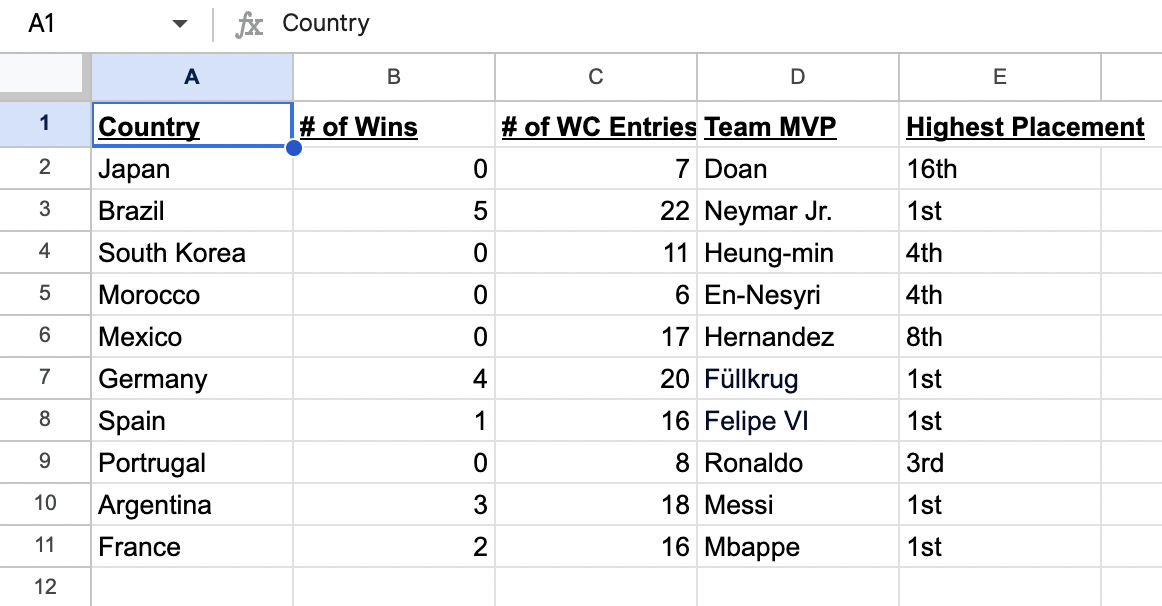 A1 fx Country
A B C D E
1 Country # of Wins # of WC Entries Team MVP Highest Placement
2 Japan 0 7 Doan 16th
3 Brazil 5 22 Neymar Jr. 1st
4 South Korea 0 11 Heung-min 4th
5 Morocco 0 6 En-Nesyri 4th
6 Mexico 0 17 Hernandez 8th
7 Germany 4 20 Füllkrug 1st
8 Spain 1 16 Felipe VI 1st
9 Portrugal 0 8 Ronaldo 3rd
10 Argentina 3 18 Messi 1st
11 France 2 16 Mbappe 1st
12